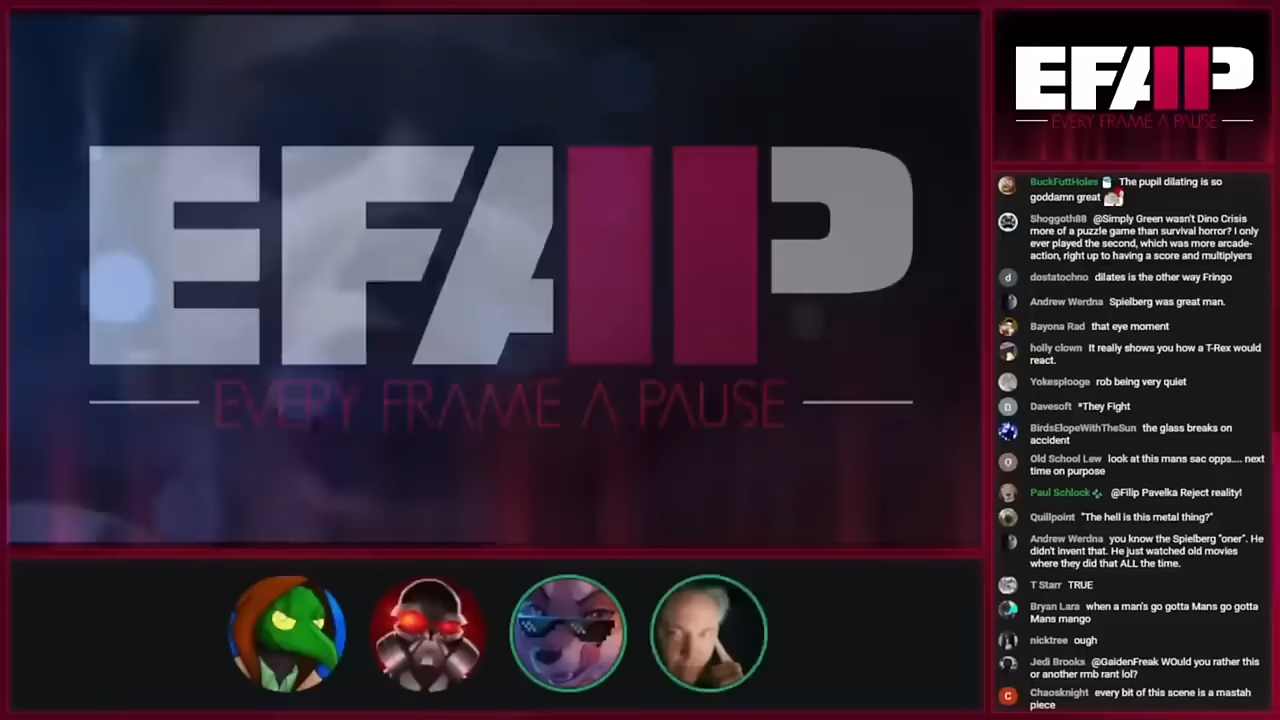 EFAP
EVERY FRAME A PAUSE
EFAP
EVERY FRAME A PAUSE
BuckFuttHoles The pupil dilating is so
goddamn great
Shoggoth88 @Simply Green wasn't Dino Crisis
more of a puzzle game than survival horror? I only
ever played the second, which was more arcade-
action, right up to having a score and multiplyers
dostatochno dilates is the other way Fringo
Andrew Werdna Spielberg was great man.
Bayona Rad that eye moment
holly clown It really shows you how a T-Rex would
react.
Yokesplooge rob being very quiet
D
Davesoft *They Fight
BirdsElopeWithTheSun the glass breaks on
accident
Old School Lew look at this mans sac opps.... next
time on purpose
Paul Schlock @Filip Pavelka Reject reality!
Quillpoint "The hell is this metal thing?"
Andrew Werdna you know the Spielberg "oner". He
didn't invent that. He just watched old movies
where they did that ALL the time.
T Starr TRUE
Bryan Lara when a man's go gotta Mans go gotta
Mans mango
nicktree ough
Jedi Brooks @GaidenFreak WOuld you rather this
or another rmb rant lol?
C
Chaosknight every bit of this scene is a mastah
piece